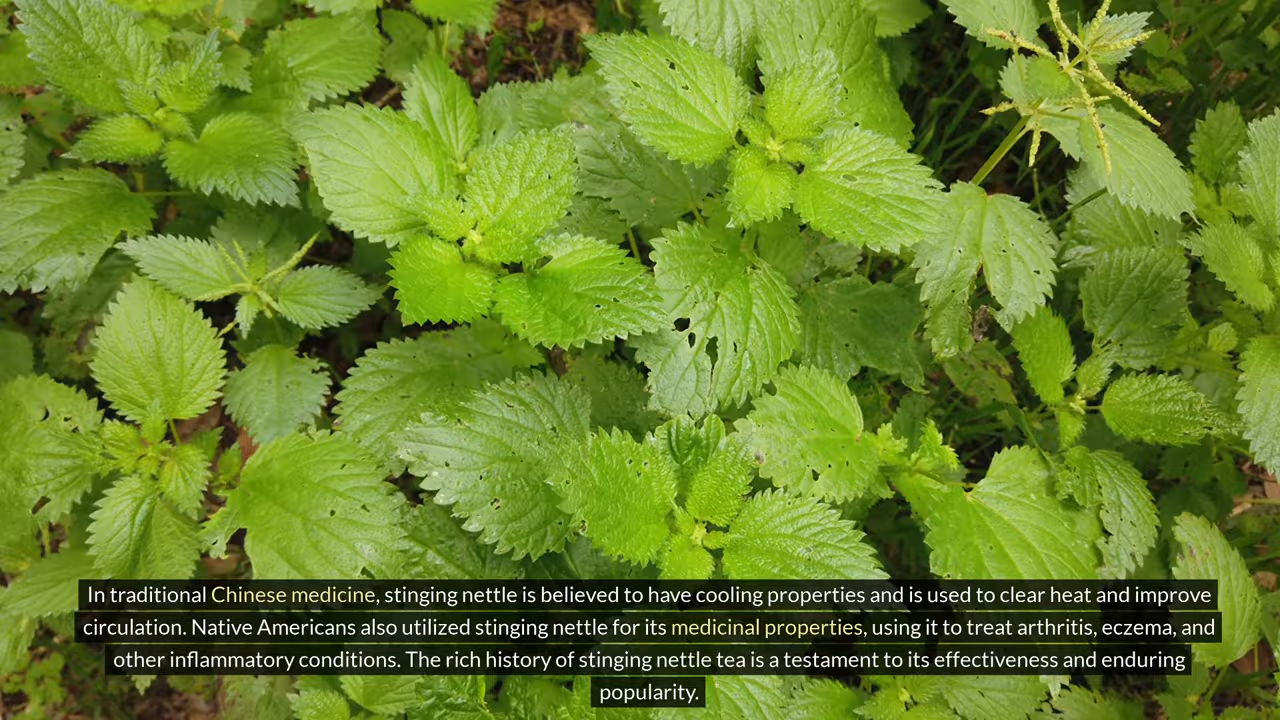 In traditional Chinese medicine, stinging nettle is believed to have cooling properties and is used to clear heat and improve
circulation. Native Americans also utilized stinging nettle for its medicinal properties, using it to treat arthritis, eczema, and
other inflammatory conditions. The rich history of stinging nettle tea is a testament to its effectiveness and enduring
popularity.